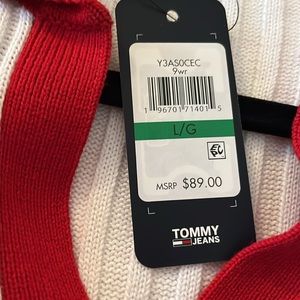 Y3AS0CEC
9wr
1 96701 71401 5
L/G
MSRP $89.00
TOMMY
JEANS